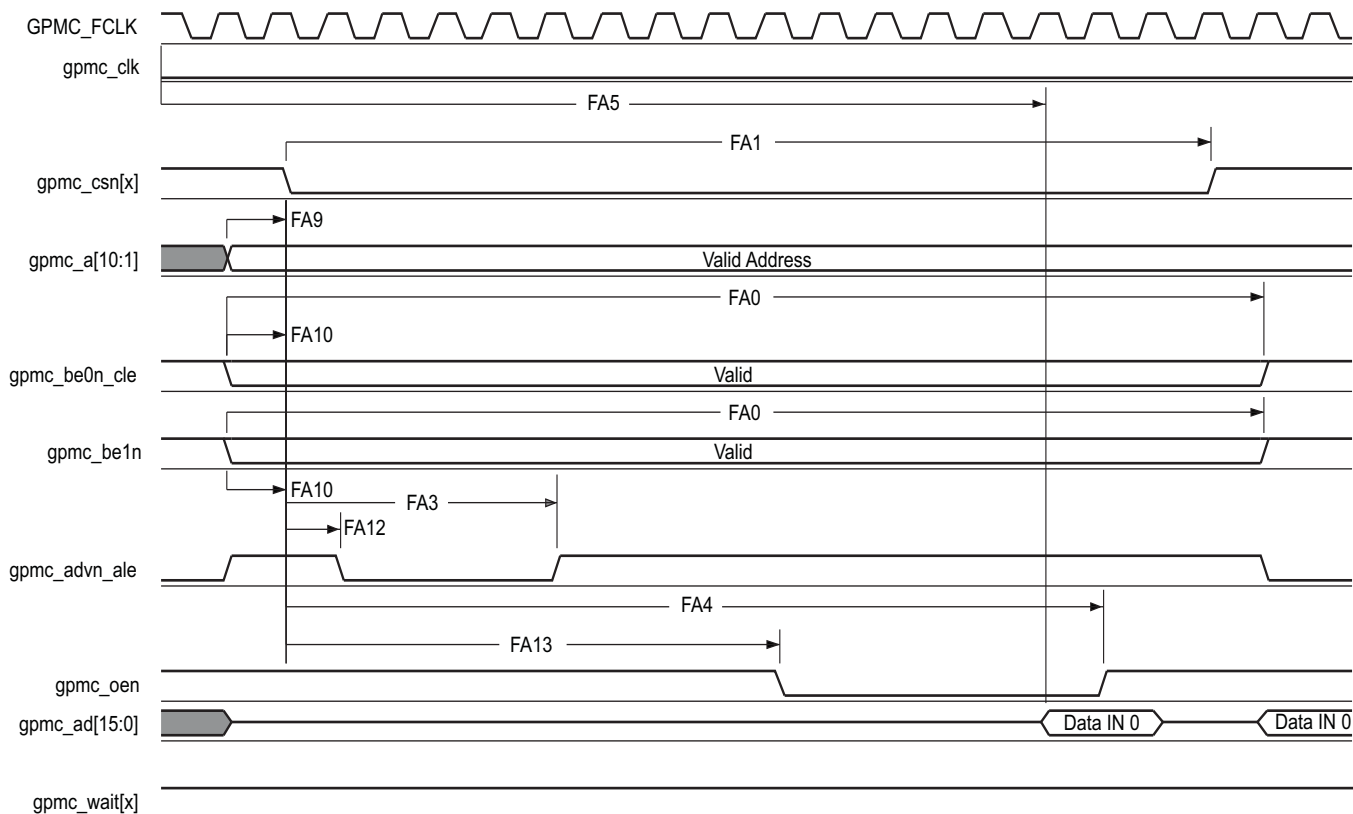 GPMC_FCLK
gpmc_clk
FA5
FA1
gpmc_csn[x]
FA9
gpmc_a[10:1]
Valid Address
FA0
FA10
gpmc_be0n_cle
Valid
FA0
gpmc_be1n
Valid
FA10
FA3
FA12
gpmc_advn_ale
FA4
FA13
gpmc_oen
gpmc_ad[15:0]
Data IN 0
Data IN 0
gpmc_wait[x]